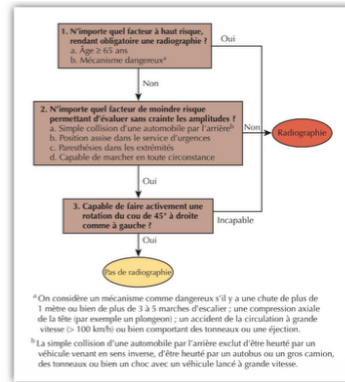 1. N'importe quel facteur à haut risque,
rendant obligatoire une radiographie ?
a. Âge ≥ 65 ans
b. Mécanisme dangereuxᵃ
Oui
Non
2. N'importe quel facteur de moindre risque
permettant d'évaluer sans crainte les amplitudes ?
a. Simple collision d'une automobile par l'arrièreᵇ
b. Position assise dans le service d'urgences
c. Paresthésies dans les extrémités
d. Capable de marcher en toute circonstance
Non
Radiographie
Oui
3. Capable de faire activement une
rotation du cou de 45° à droite
comme à gauche ?
Incapable
Oui
Pas de radiographie
ᵃ On considère un mécanisme comme dangereux s'il y a une chute de plus de
1 mètre ou bien de plus de 3 à 5 marches d'escalier ; une compression axiale
de la tête (par exemple un plongeon) ; un accident de la circulation à grande
vitesse (> 100 km/h) ou bien comportant des tonneaux ou une éjection.
ᵇ La simple collision d'une automobile par l'arrière exclut d'être heurté par un
véhicule venant en sens inverse, d'être heurté par un autobus ou un gros camion,
des tonneaux ou bien un choc avec un véhicule lancé à grande vitesse.